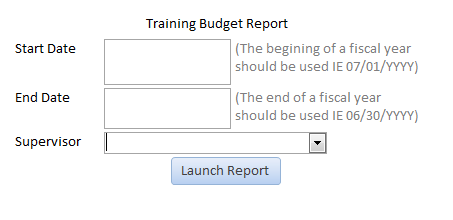 Training Budget Report
Start Date
(The begining of a fiscal year
should be used IE 07/01/YYYY)
End Date
(The end of a fiscal year
should be used IE 06/30/YYYY)
Supervisor
Launch Report